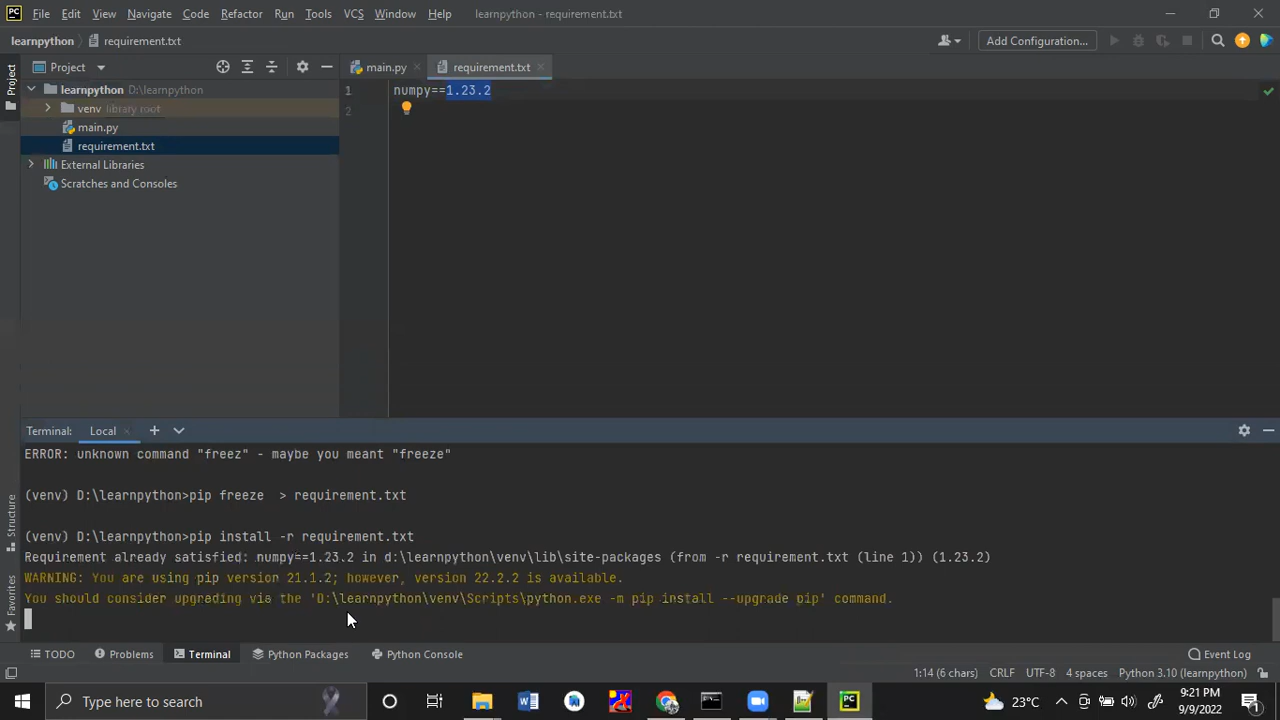 PC File Edit View Navigate Code Refactor Run Tools VCS Window Help learnpython - requirement.txt
learnpython requirement.txt Add Configuration...
Project main.py requirement.txt
learnpython D:\learnpython
venv library root
main.py
requirement.txt
External Libraries
Scratches and Consoles
1 numpy==1.23.2
2
Project
Structure
Favorites
Terminal: Local
ERROR: unknown command "freez" - maybe you meant "freeze"
(venv) D:\learnpython>pip freeze  > requirement.txt
(venv) D:\learnpython>pip install -r requirement.txt
Requirement already satisfied: numpy==1.23.2 in d:\learnpython\venv\lib\site-packages (from -r requirement.txt (line 1)) (1.23.2)
WARNING: You are using pip version 21.1.2; however, version 22.2.2 is available.
You should consider upgrading via the 'D:\learnpython\venv\Scripts\python.exe -m pip install --upgrade pip' command.
TODO Problems Terminal Python Packages Python Console Event Log
1:14 (6 chars) CRLF UTF-8 4 spaces Python 3.10 (learnpython)
Type here to search 23°C 9:21 PM
9/9/2022 1